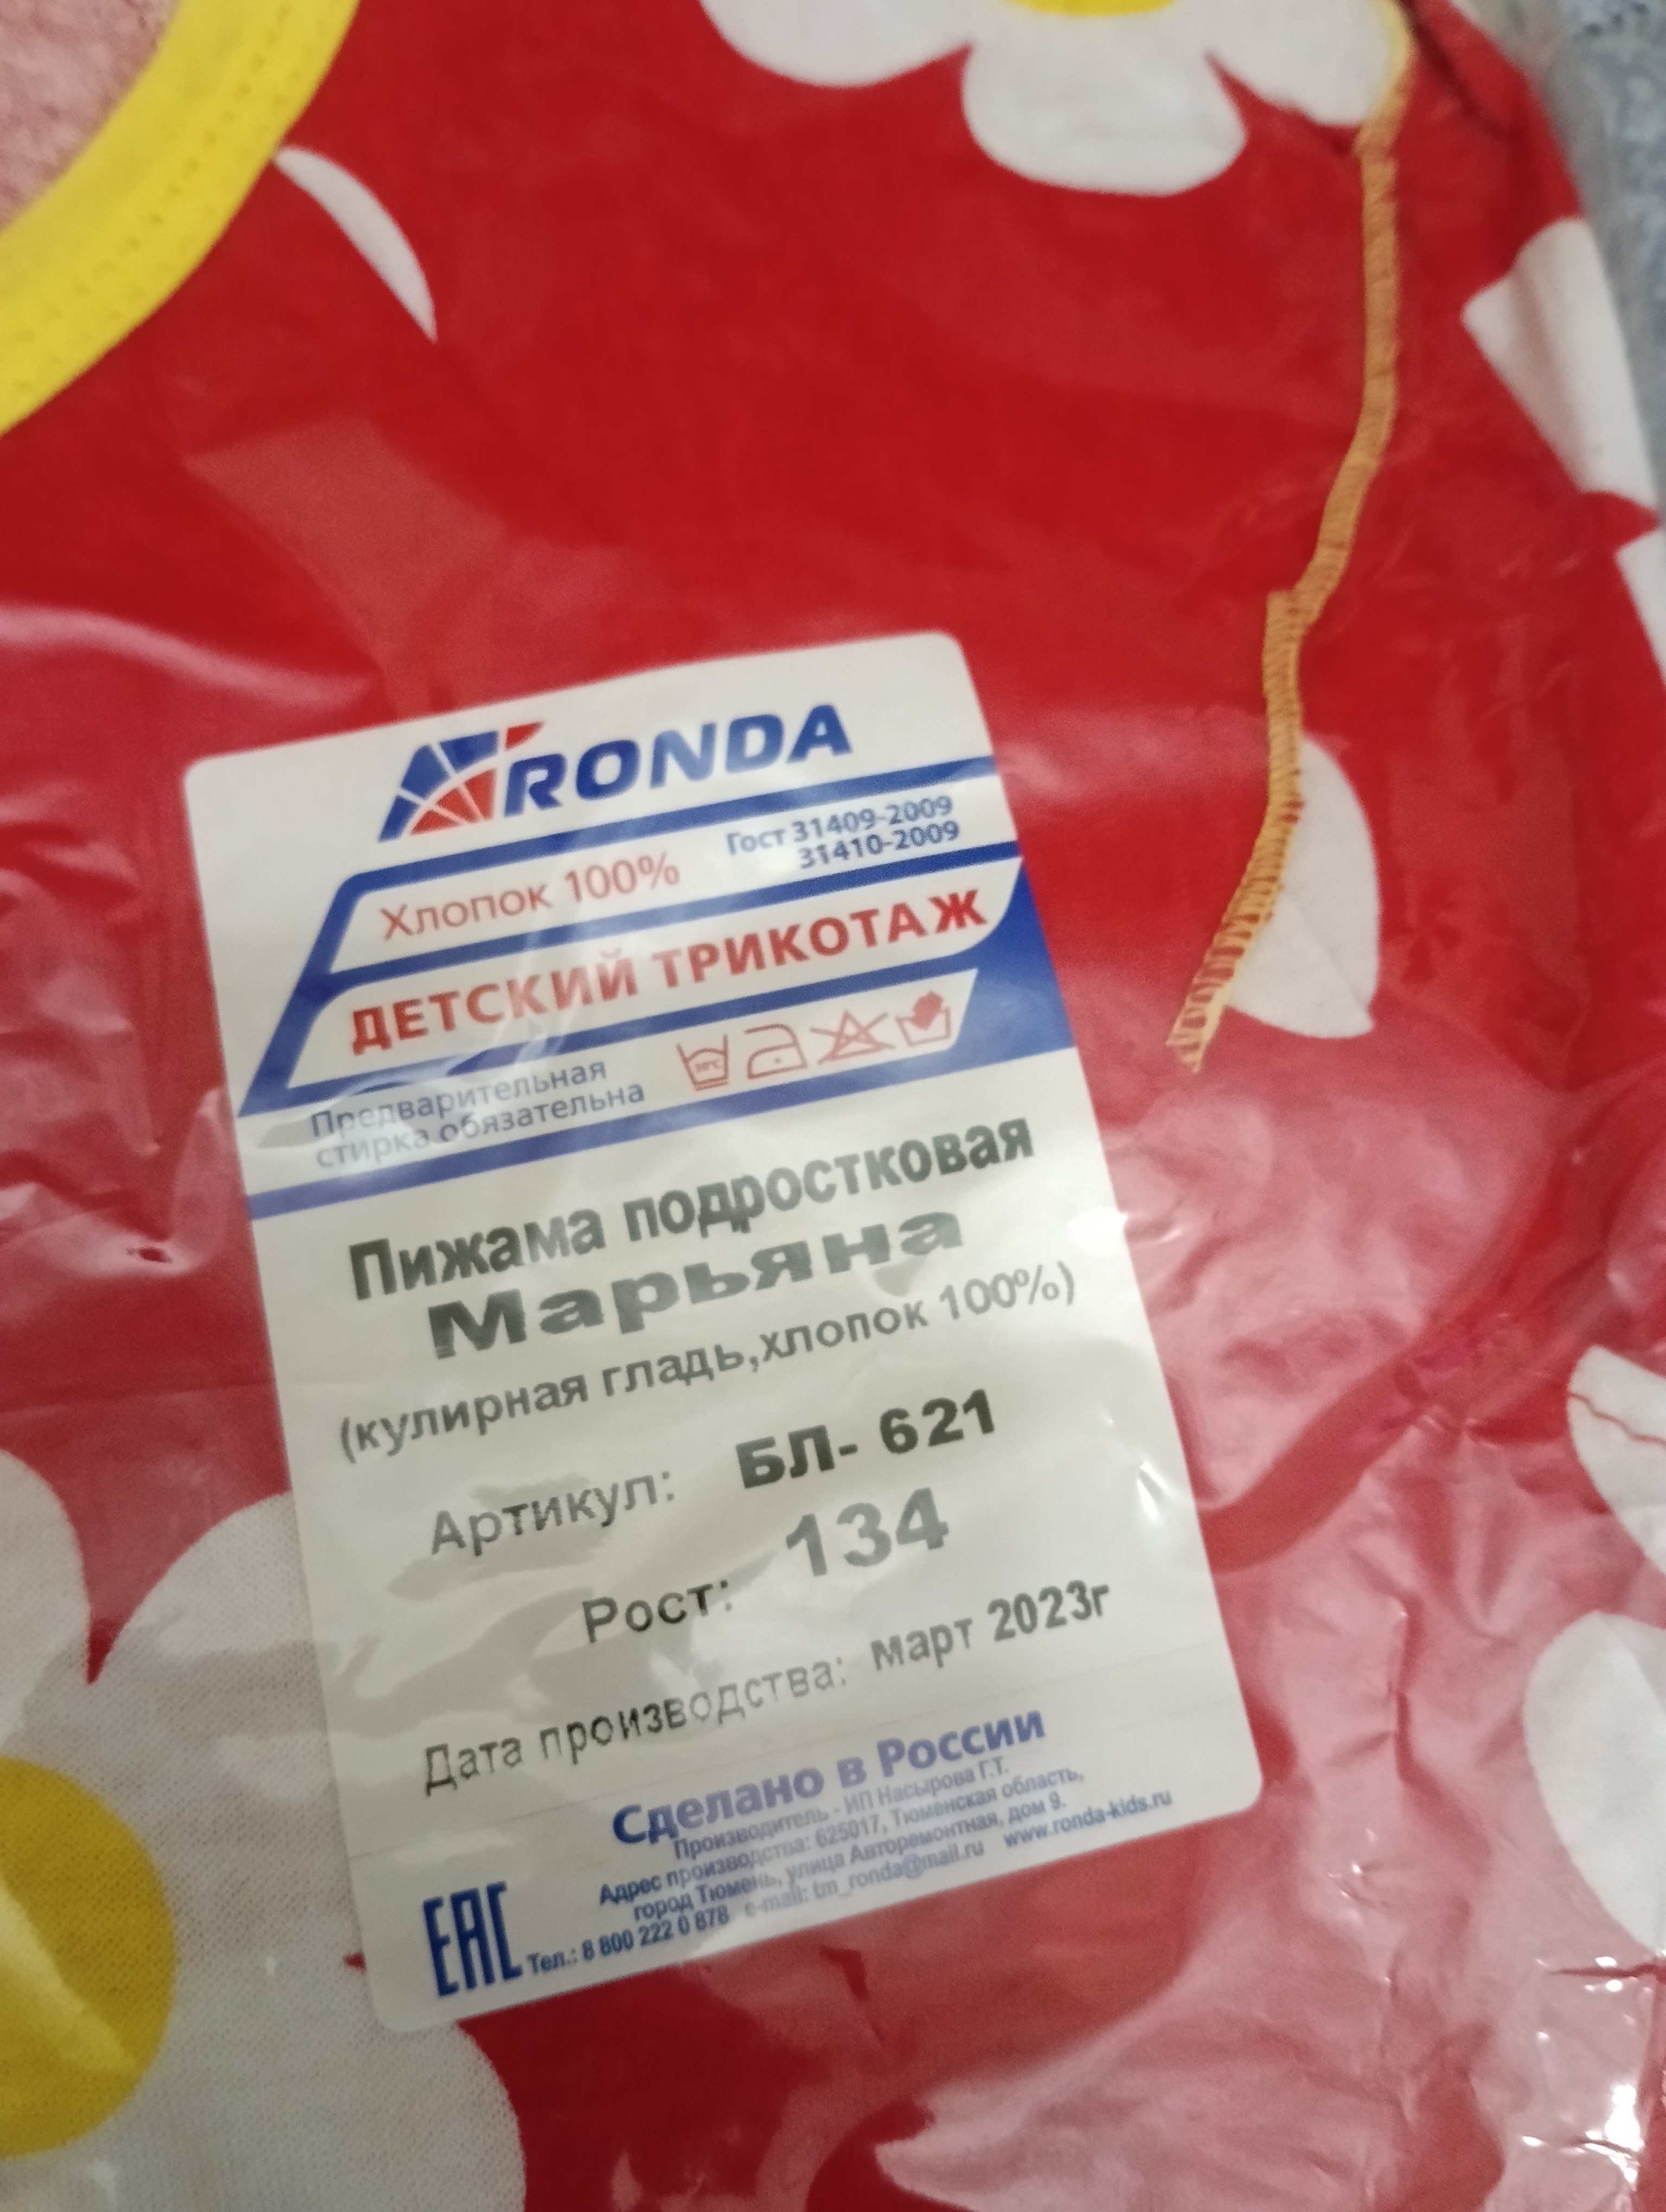 RONDA
Хлопок 100%
Гост 31409-2009
31410-2009
ДЕТСКИЙ ТРИКОТАЖ
Предварительная
стирка обязательна
30°C
Пижама подростковая
Марьяна
(кулирная гладь,хлопок 100%)
Артикул: БЛ- 621
Рост: 134
Дата производства: март 2023г
Сделано в России
Производитель - ИП Насырова Г.Т.
Адрес производства: 625017, Тюменская область,
город Тюмень, улица Авторемонтная, дом 9.
Тел.: 8 800 222 0 878 e-mail: tm_ronda@mail.ru www.ronda-kids.ru
EAC